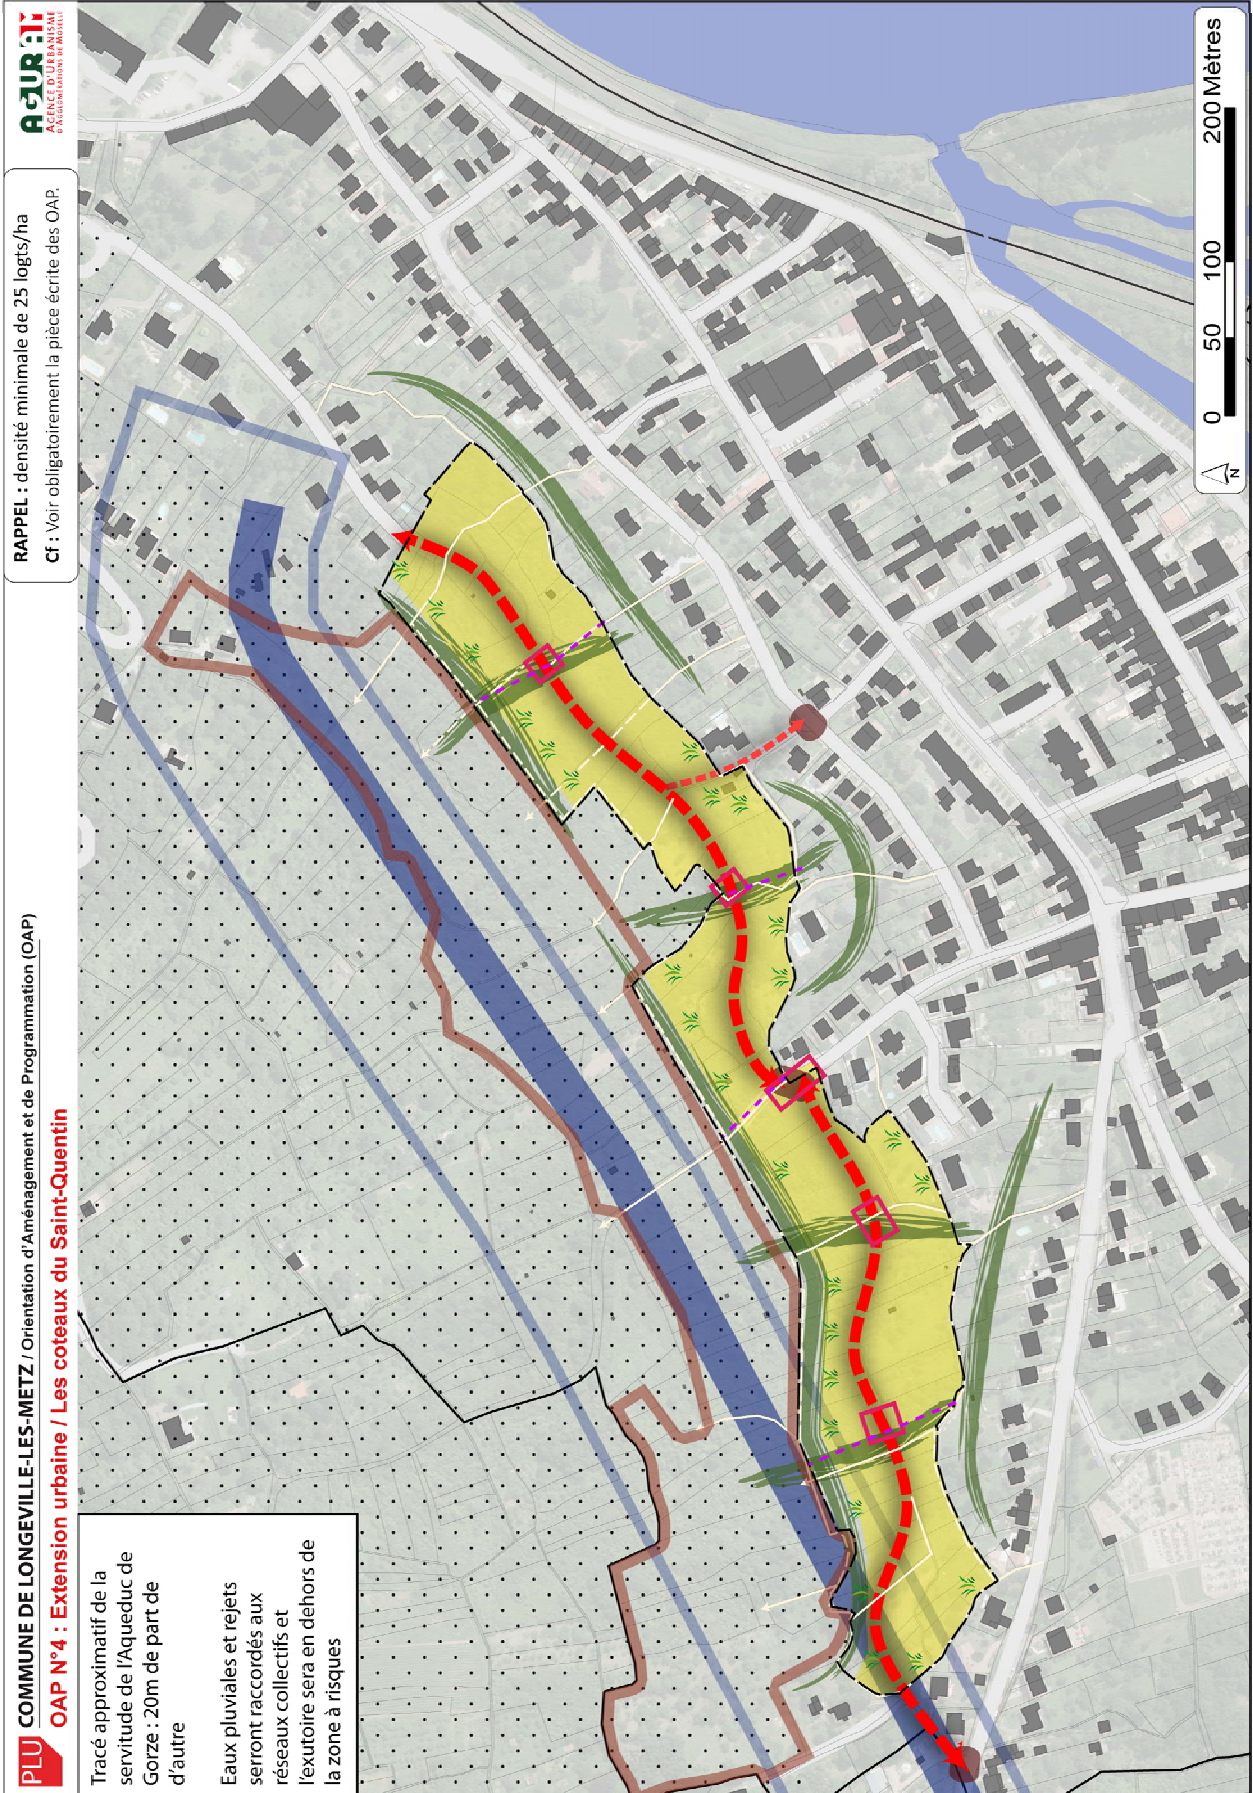 PLU COMMUNE DE LONGEVILLE-LES-METZ / Orientation d'Aménagement et de Programmation (OAP)
OAP N°4 : Extension urbaine / Les coteaux du Saint-Quentin
RAPPEL : densité minimale de 25 logts/ha
Cf : Voir obligatoirement la pièce écrite des OAP.
AGURAM
AGENCE D'URBANISME
D'AGGLOMÉRATIONS DE MOSELLE
Tracé approximatif de la
servitude de l'Aqueduc de
Gorze : 20m de part de
d'autre
Eaux pluviales et rejets
serront raccordés aux
réseaux collectifs et
l'exutoire sera en dehors de
la zone à risques
N
0 50 100 200 Mètres